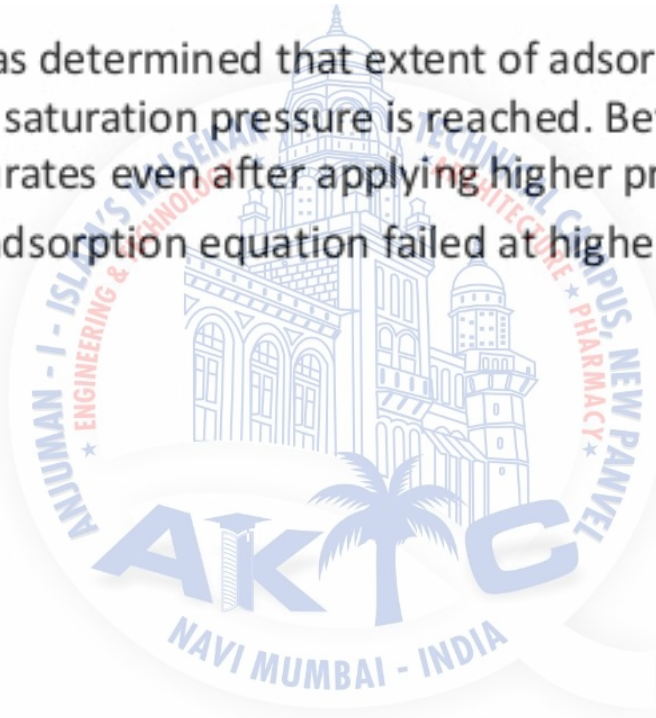 as determined that extent of adsor
saturation pressure is reached. Be
rates even after applying higher pr
dsorption equation failed at highe
ANJUMAN - I - ISLAM'S KALSEKAR TECHNICAL CAMPUS, NEW PANVEL
★ ENGINEERING & TECHNOLOGY ★ ARCHITECTURE ★ PHARMACY ★
AKTC
NAVI MUMBAI - INDIA